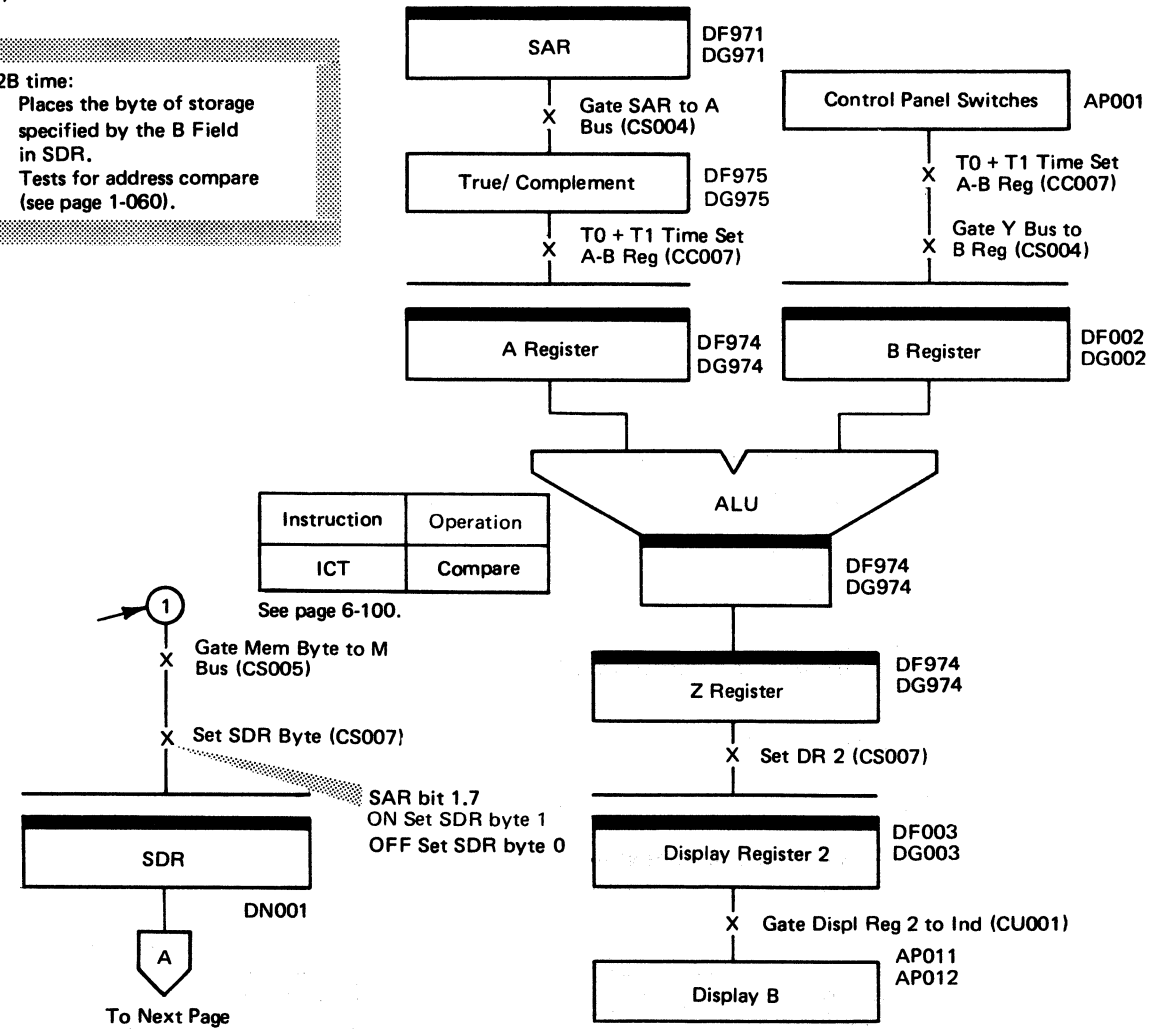 2B time:
Places the byte of storage
specified by the B Field
in SDR.
Tests for address compare
(see page 1-060).
SAR
DF971
DG971
Gate SAR to A
Bus (CS004)
True/ Complement
DF975
DG975
T0 + T1 Time Set
A-B Reg (CC007)
Control Panel Switches
AP001
T0 + T1 Time Set
A-B Reg (CC007)
Gate Y Bus to
B Reg (CS004)
A Register
DF974
DG974
B Register
DF002
DG002
ALU
Instruction Operation
ICT Compare
See page 6-100.
DF974
DG974
1
Gate Mem Byte to M
Bus (CS005)
Z Register
DF974
DG974
Set SDR Byte (CS007)
Set DR 2 (CS007)
SAR bit 1.7
ON Set SDR byte 1
OFF Set SDR byte 0
SDR
DN001
Display Register 2
DF003
DG003
A
Gate Displ Reg 2 to Ind (CU001)
AP011
AP012
Display B
To Next Page